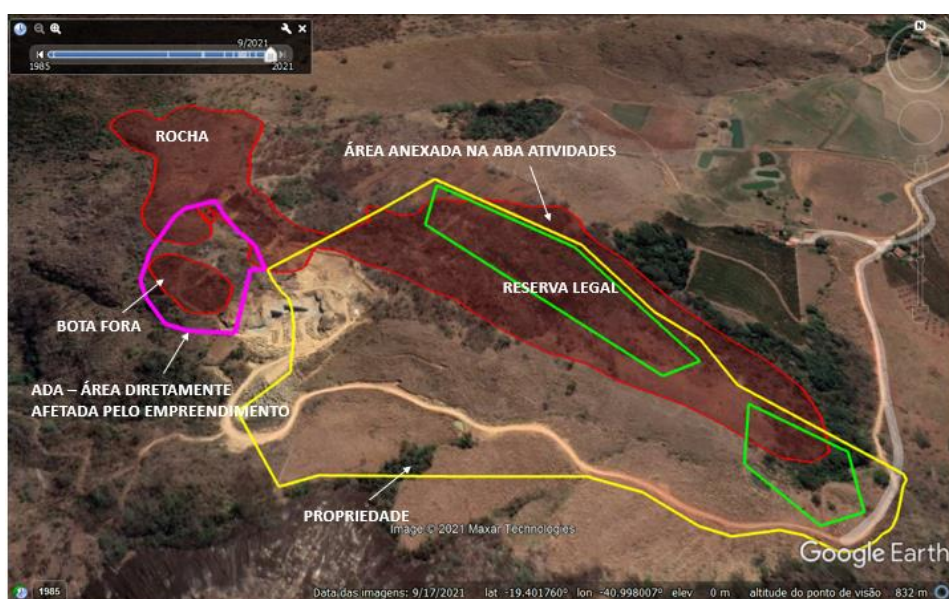 9/2021
1985
2021
N
ROCHA
ÁREA ANEXADA NA ABA ATIVIDADES
RESERVA LEGAL
BOTA FORA
ADA – ÁREA DIRETAMENTE
AFETADA PELO EMPREENDIMENTO
PROPRIEDADE
Image © 2021 Maxar Technologies
Google Earth
1985
Data das imagens: 9/17/2021 lat -19.401760° lon -40.998007° elev 0 m altitude do ponto de visão 832 m